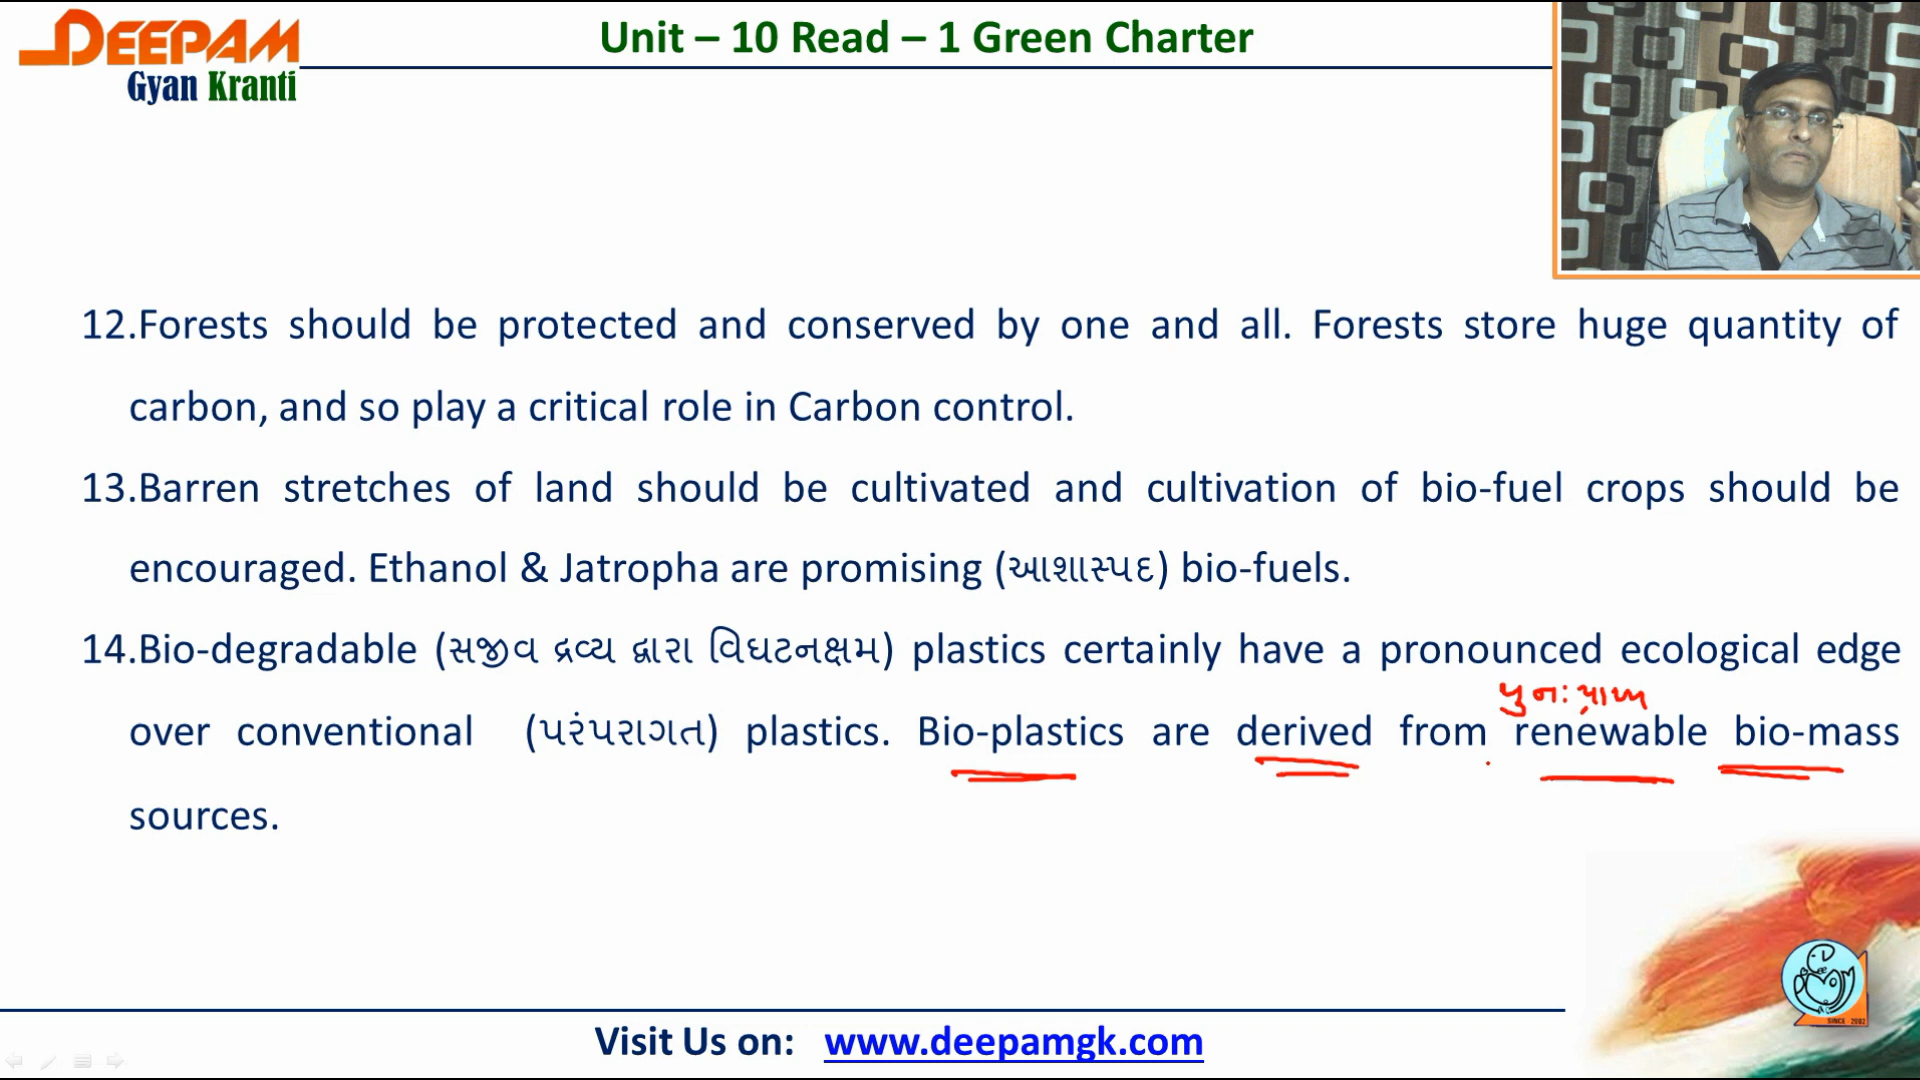 DEEPAM
Gyan Kranti
Unit – 10 Read – 1 Green Charter
12.Forests should be protected and conserved by one and all. Forests store huge quantity of
carbon, and so play a critical role in Carbon control.
13.Barren stretches of land should be cultivated and cultivation of bio-fuel crops should be
encouraged. Ethanol & Jatropha are promising (આશાસ્પદ) bio-fuels.
14.Bio-degradable (સજીવ દ્રવ્ય દ્વારા વિઘટનક્ષમ) plastics certainly have a pronounced ecological edge
પુનઃપ્રાપ્ય
over conventional (પરંપરાગત) plastics. Bio-plastics are derived from renewable bio-mass
sources.
SINCE 2002
Visit Us on: www.deepamgk.com